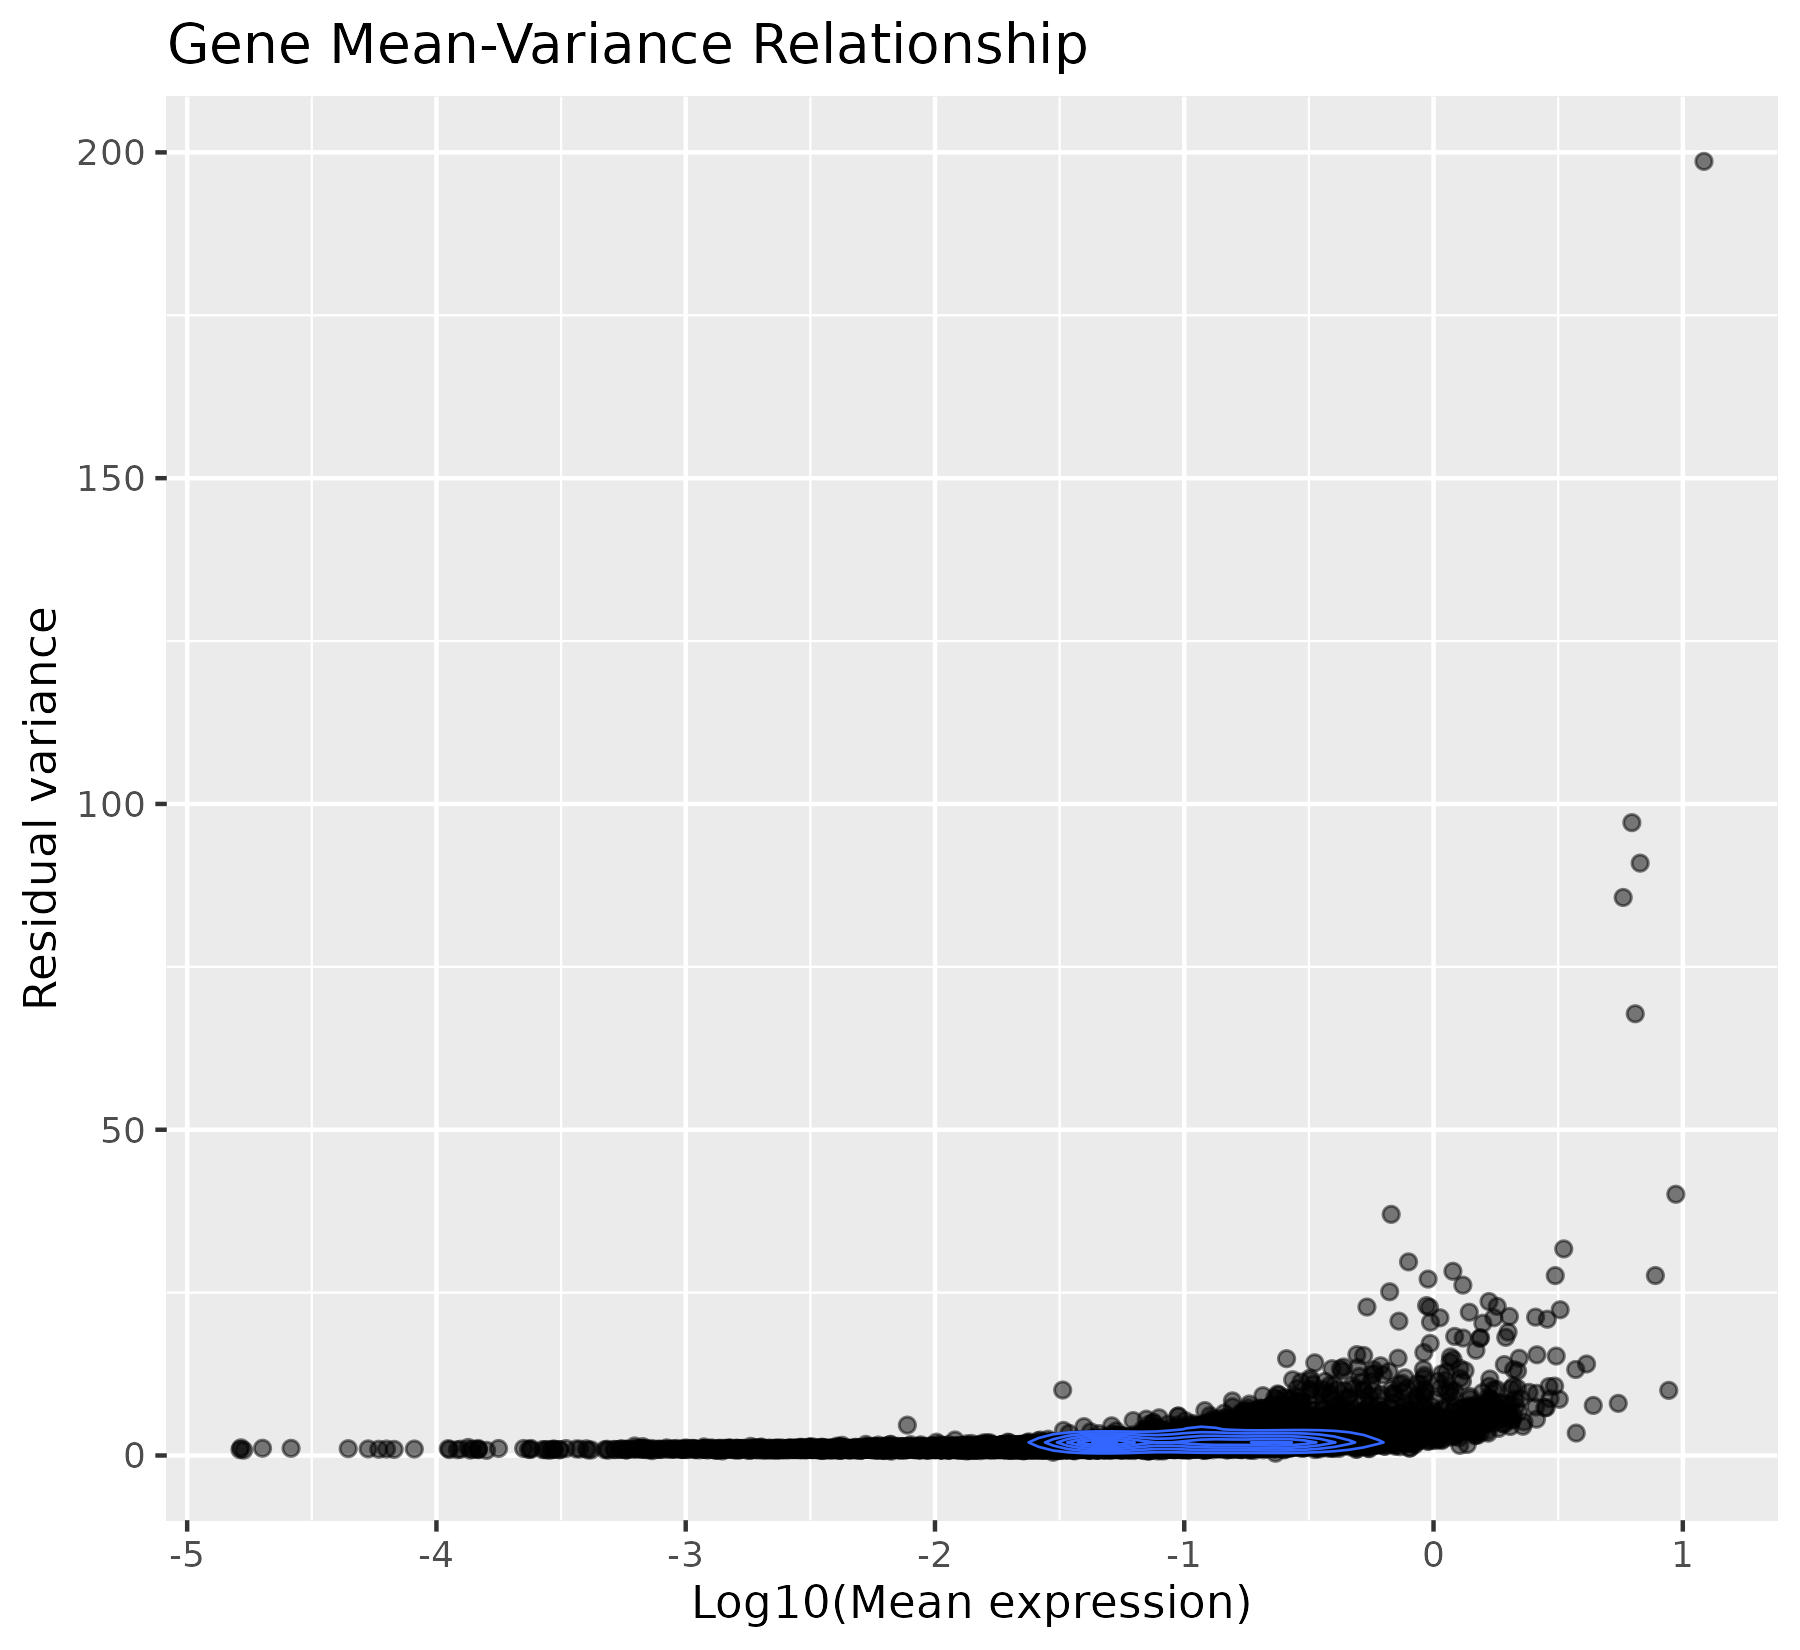 Gene Mean-Variance Relationship
200
150
100
50
0
Residual variance
-5 -4 -3 -2 -1 0 1
Log10(Mean expression)